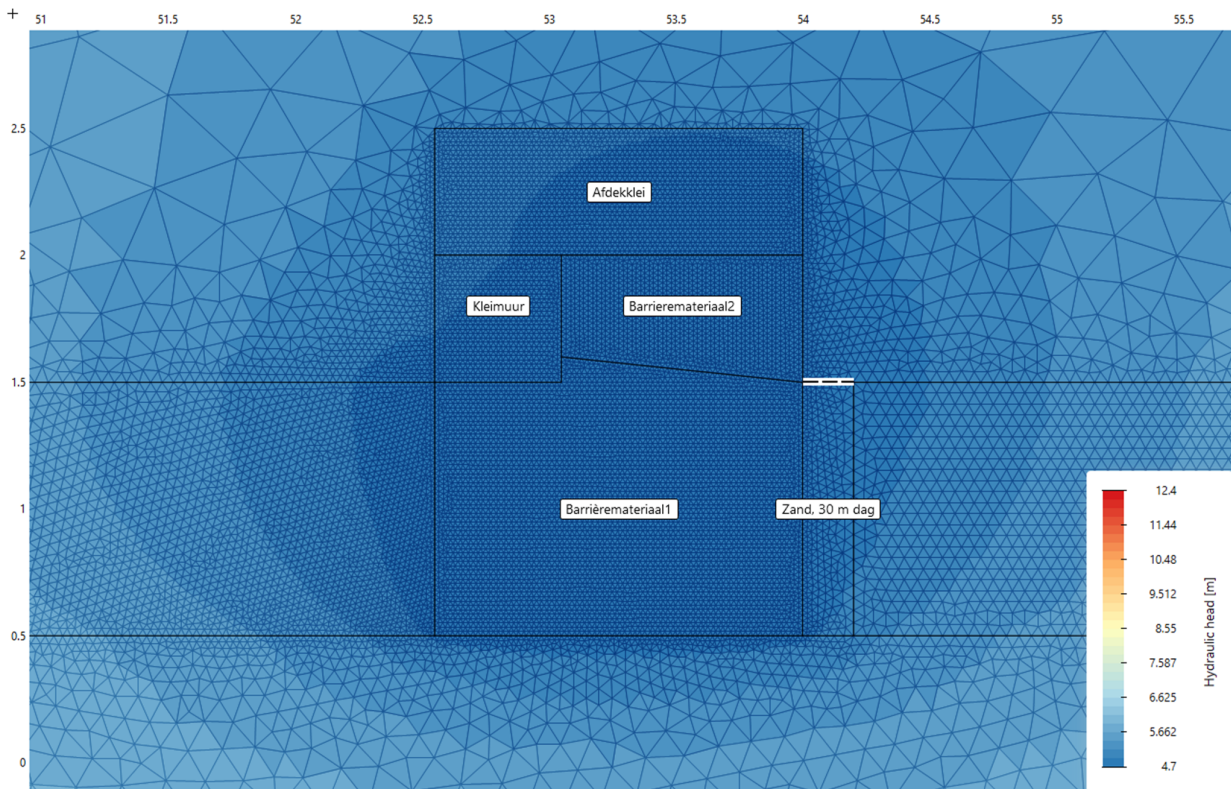 51 51.5 52 52.5 53 53.5 54 54.5 55 55.5
2.5
Afdekklei
2
Kleimuur
Barrieremateriaal2
1.5
1
Barrièremateriaal1
Zand, 30 m dag
0.5
0
12.4
11.44
10.48
9.512
8.55
7.587
6.625
5.662
4.7
Hydraulic head [m]